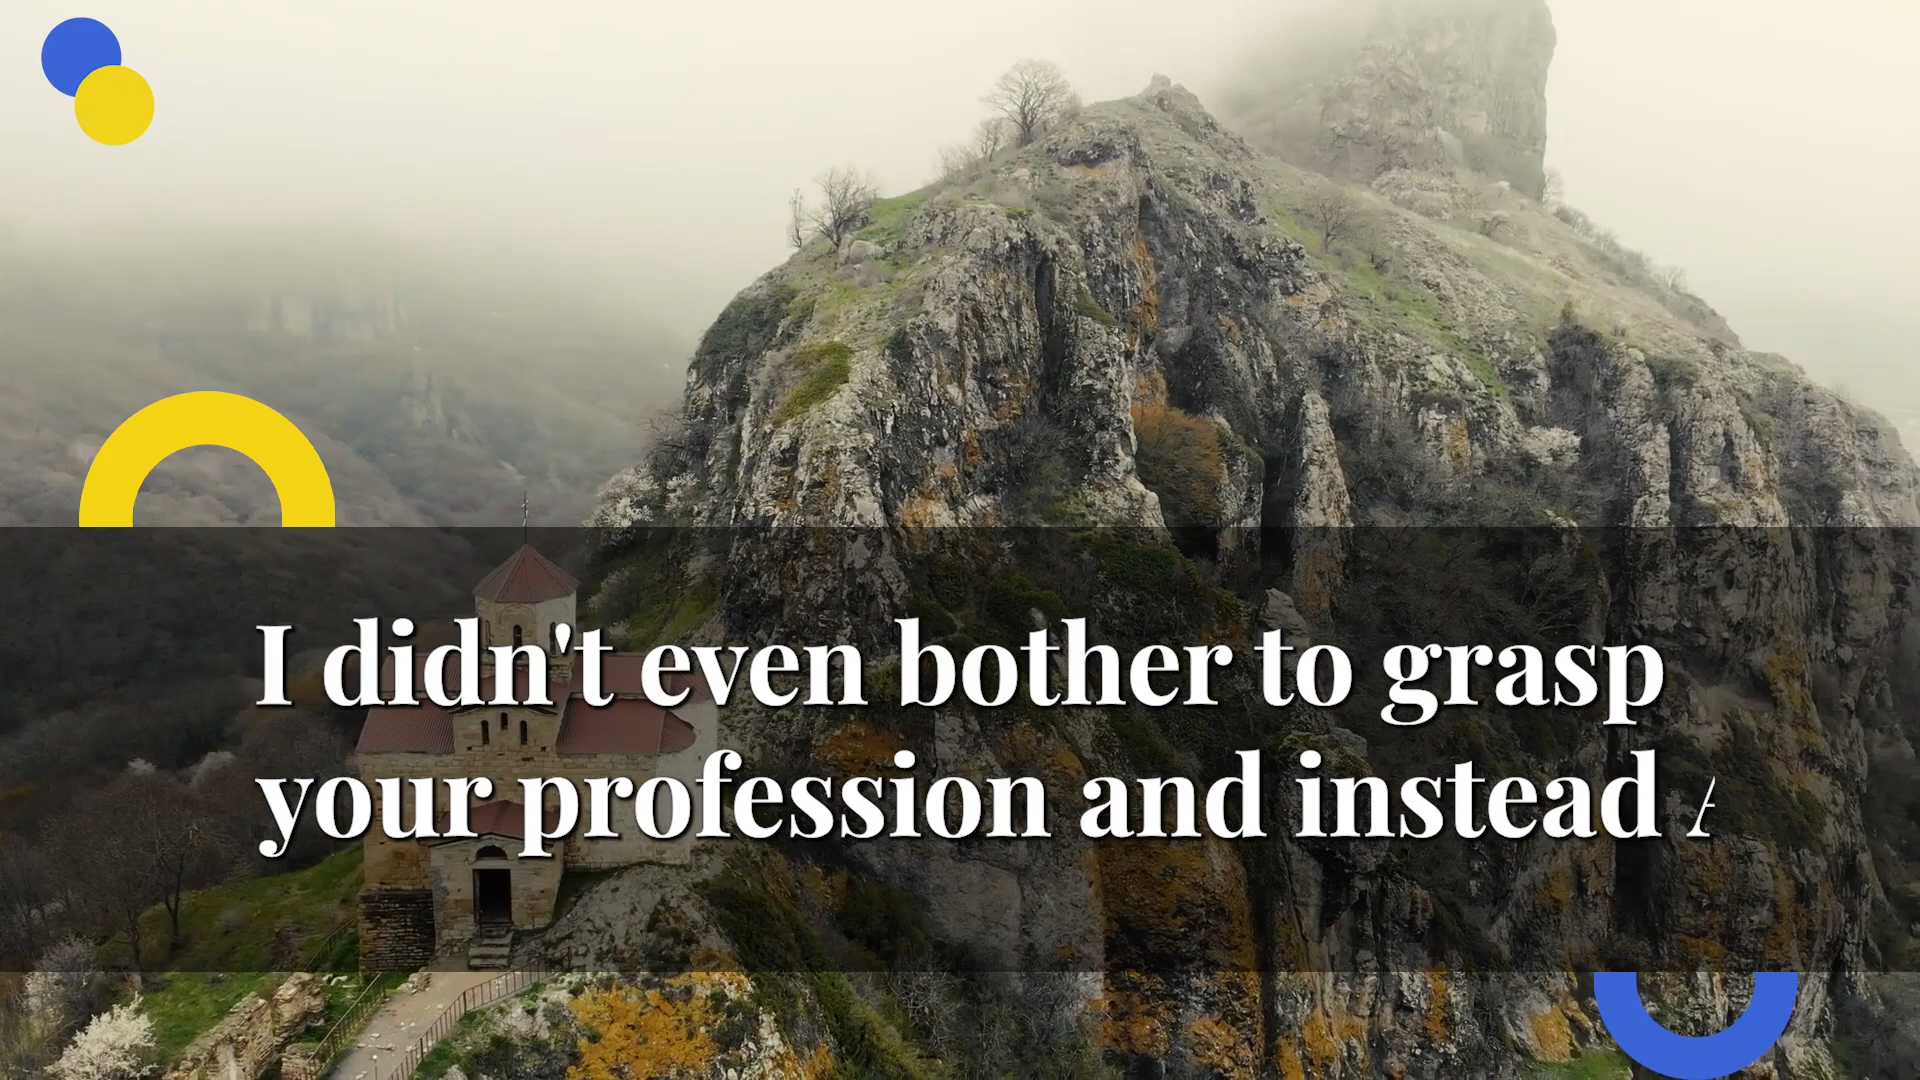 I didn't even bother to grasp
your profession and instead